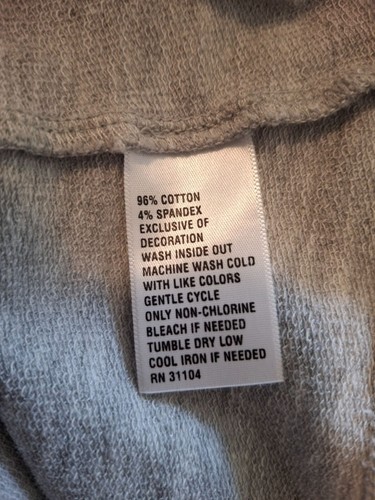 96% COTTON
4% SPANDEX
EXCLUSIVE OF
DECORATION
WASH INSIDE OUT
MACHINE WASH COLD
WITH LIKE COLORS
GENTLE CYCLE
ONLY NON-CHLORINE
BLEACH IF NEEDED
TUMBLE DRY LOW
COOL IRON IF NEEDED
RN 31104